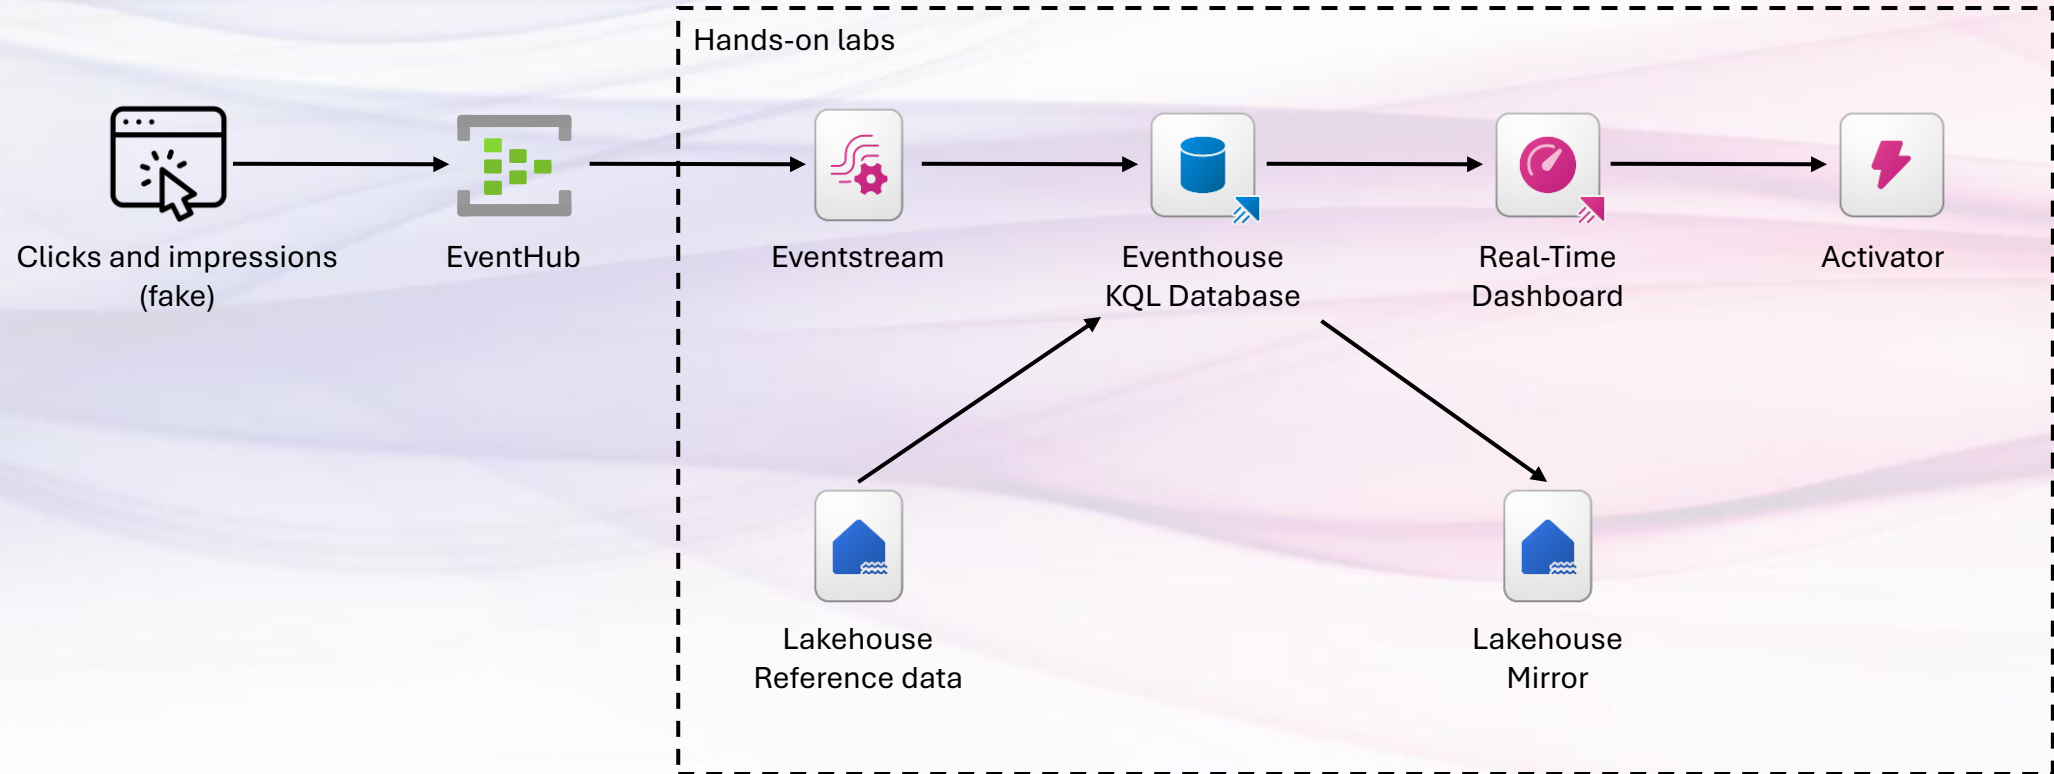 Hands-on labs
Clicks and impressions
(fake)
EventHub
Eventstream
Eventhouse
KQL Database
Real-Time
Dashboard
Activator
Lakehouse
Reference data
Lakehouse
Mirror